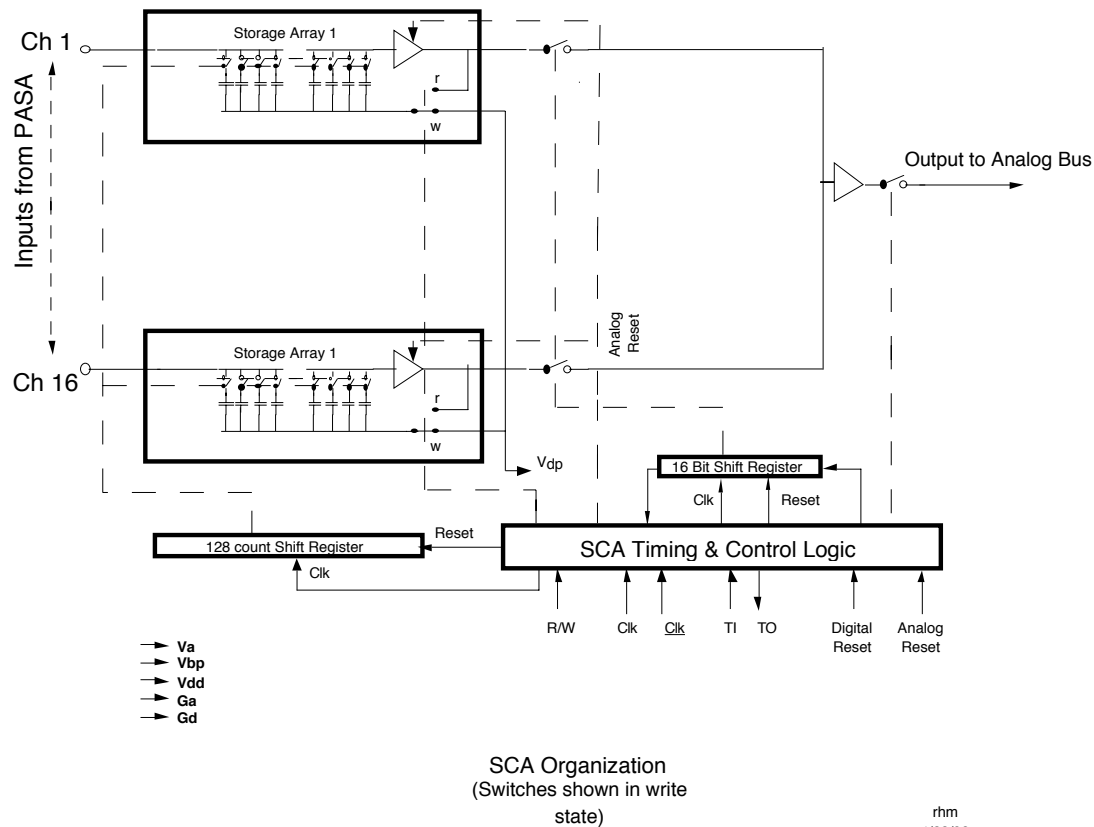 Ch 1
Storage Array 1
r
w
Inputs from PASA
Output to Analog Bus
Analog
Reset
Storage Array 1
Ch 16
r
w
Vdp
16 Bit Shift Register
Clk
Reset
SCA Timing & Control Logic
Reset
128 count Shift Register
Clk
R/W
Clk
Clk
TI
TO
Digital
Reset
Analog
Reset
Va
Vbp
Vdd
Ga
Gd
SCA Organization
(Switches shown in write
state)
rhm